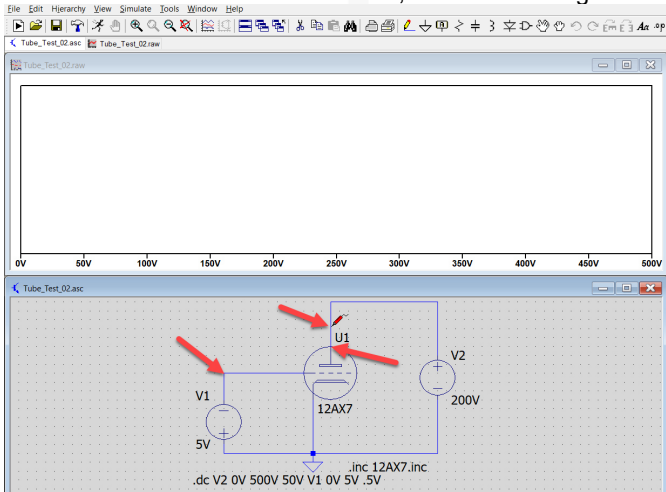 File Edit Hierarchy View Simulate Tools Window Help
Aa .op
Tube_Test_02.asc Tube_Test_02.raw
Tube_Test_02.raw
0V 50V 100V 150V 200V 250V 300V 350V 400V 450V 500V
Tube_Test_02.asc
U1
V2
V1
200V
12AX7
5V
.inc 12AX7.inc
.dc V2 0V 500V 50V V1 0V 5V .5V